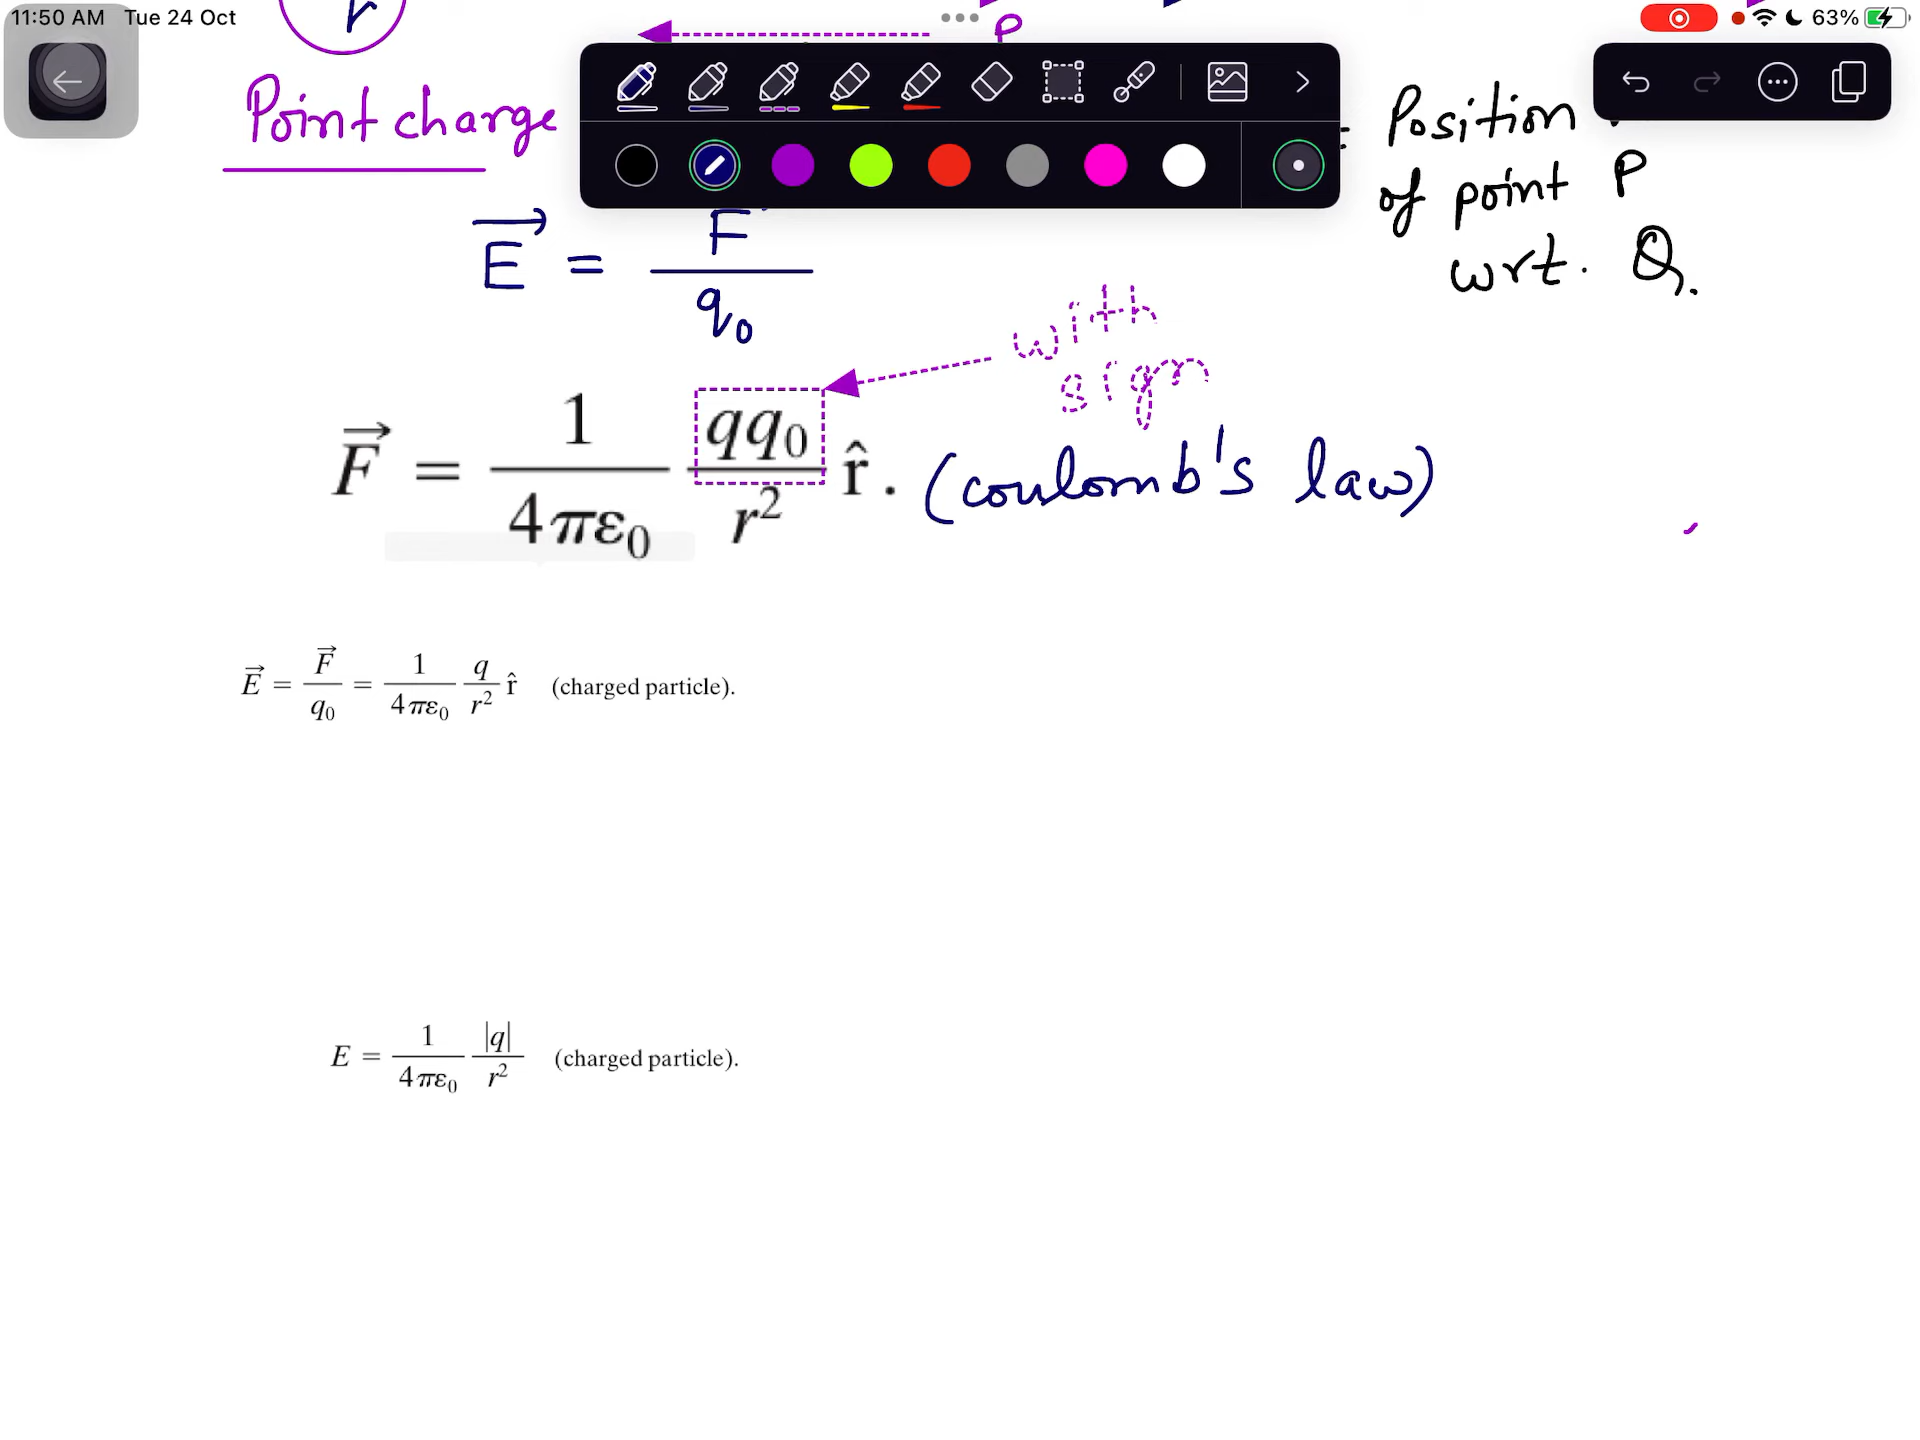 11:50 AM Tue 24 Oct
63%
P
Point charge
= Position
of point P
wrt. Q.
E⃗ = F / q₀
with
sign
F⃗ = 1/4πε₀ qq₀/r² r̂. (coulomb's law)
E⃗ = F⃗/q₀ = 1/4πε₀ q/r² r̂ (charged particle).
E = 1/4πε₀ |q|/r² (charged particle).